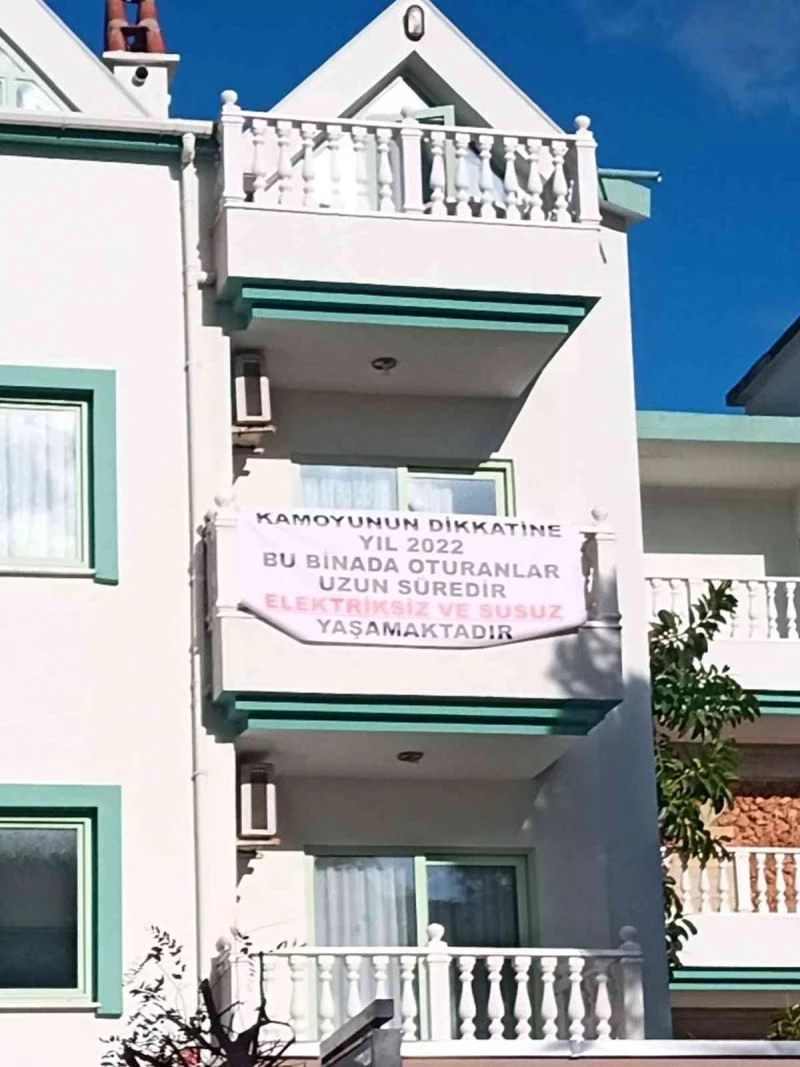 KAMOYUNUN DİKKATİNE
YIL 2022
BU BİNADA OTURANLAR
UZUN SÜREDİR
ELEKTRİKSİZ VE SUSUZ
YAŞAMAKTADIR